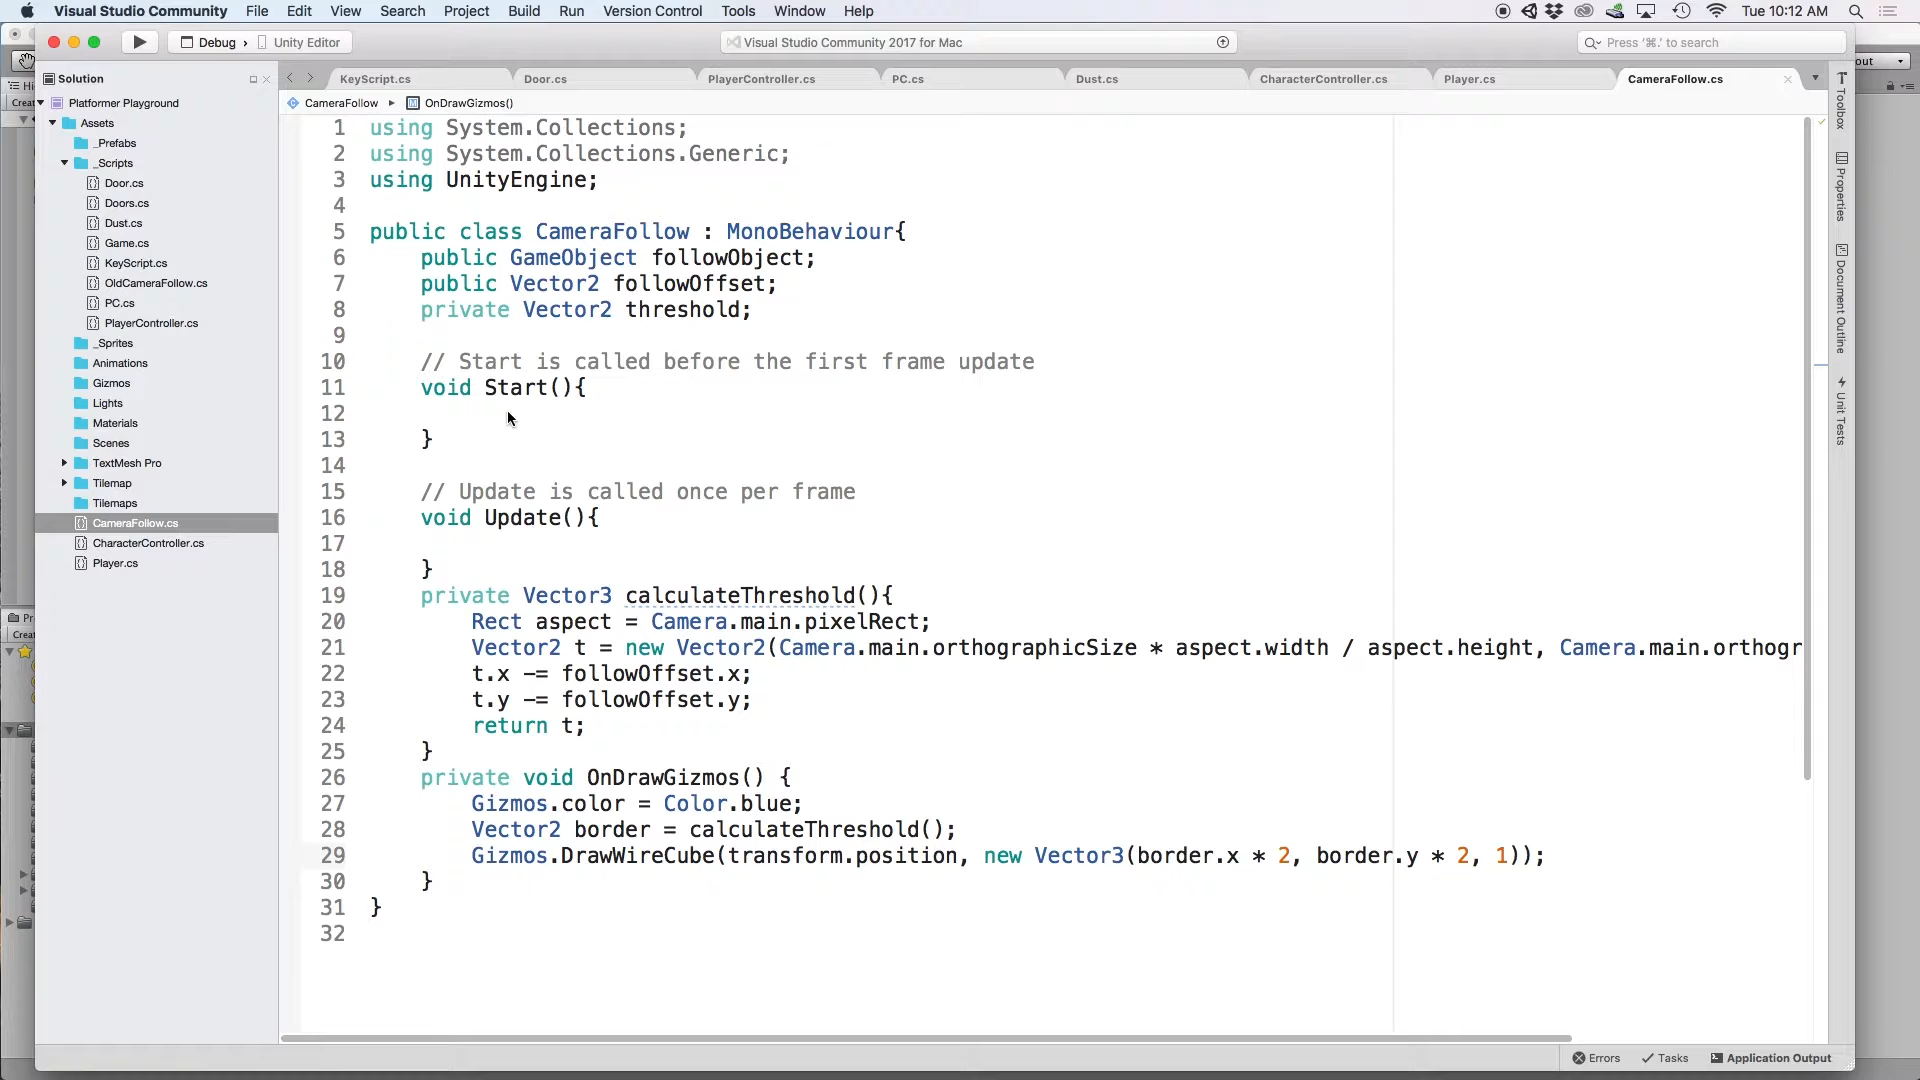 Visual Studio Community File Edit View Search Project Build Run Version Control Tools Window Help Tue 10:12 AM
Debug › Unity Editor Visual Studio Community 2017 for Mac Press '⌘.' to search
Solution
KeyScript.cs Door.cs PlayerController.cs PC.cs Dust.cs CharacterController.cs Player.cs CameraFollow.cs
CameraFollow ▸ OnDrawGizmos()
Platformer Playground
Assets
_Prefabs
_Scripts
Door.cs
Doors.cs
Dust.cs
Game.cs
KeyScript.cs
OldCameraFollow.cs
PC.cs
PlayerController.cs
_Sprites
Animations
Gizmos
Lights
Materials
Scenes
TextMesh Pro
Tilemap
Tilemaps
CameraFollow.cs
CharacterController.cs
Player.cs
1 using System.Collections;
2 using System.Collections.Generic;
3 using UnityEngine;
4
5 public class CameraFollow : MonoBehaviour{
6 public GameObject followObject;
7 public Vector2 followOffset;
8 private Vector2 threshold;
9
10 // Start is called before the first frame update
11 void Start(){
12
13 }
14
15 // Update is called once per frame
16 void Update(){
17
18 }
19 private Vector3 calculateThreshold(){
20 Rect aspect = Camera.main.pixelRect;
21 Vector2 t = new Vector2(Camera.main.orthographicSize * aspect.width / aspect.height, Camera.main.orthogr
22 t.x -= followOffset.x;
23 t.y -= followOffset.y;
24 return t;
25 }
26 private void OnDrawGizmos() {
27 Gizmos.color = Color.blue;
28 Vector2 border = calculateThreshold();
29 Gizmos.DrawWireCube(transform.position, new Vector3(border.x * 2, border.y * 2, 1));
30 }
31 }
32
Toolbox
Properties
Document Outline
Unit Tests
Errors Tasks Application Output
out
Hi
Creat
Pr
Creat